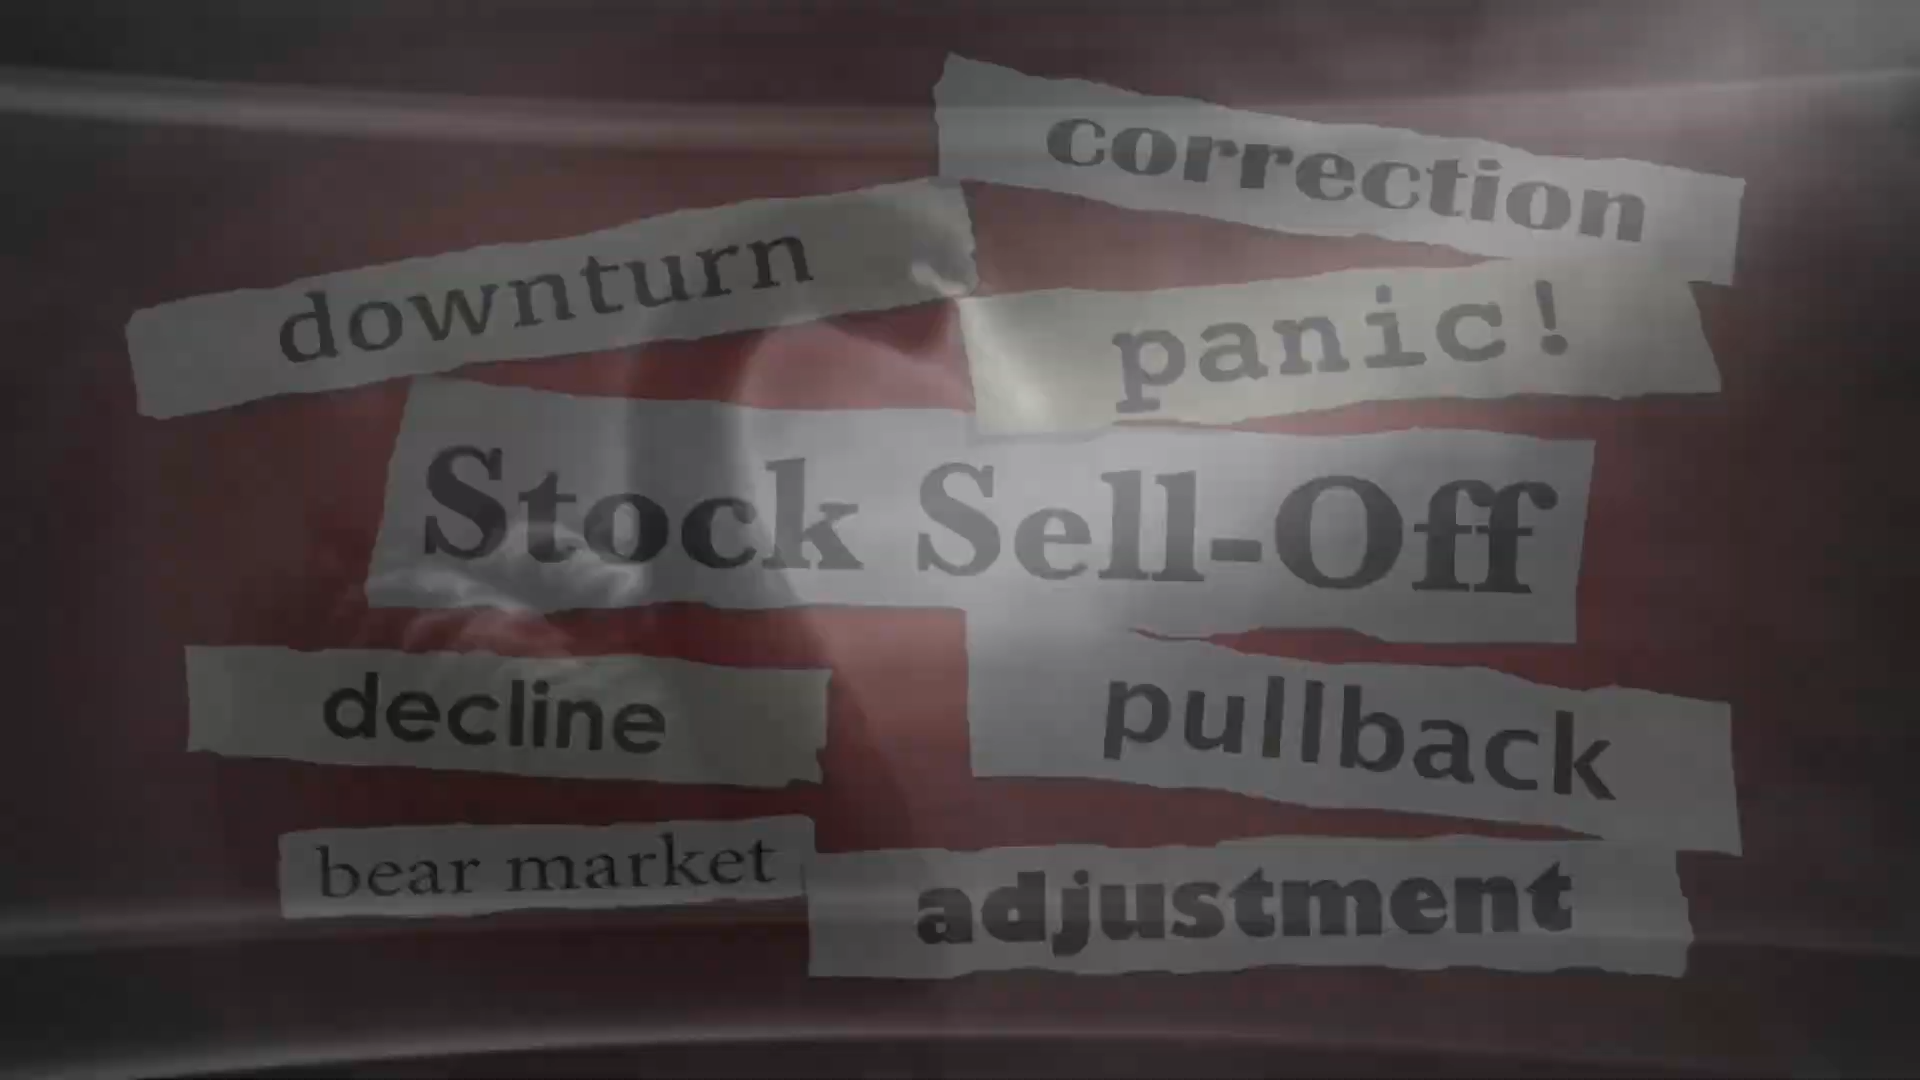 correction
downturn
panic!
Stock Sell-Off
decline
pullback
bear market
adjustment